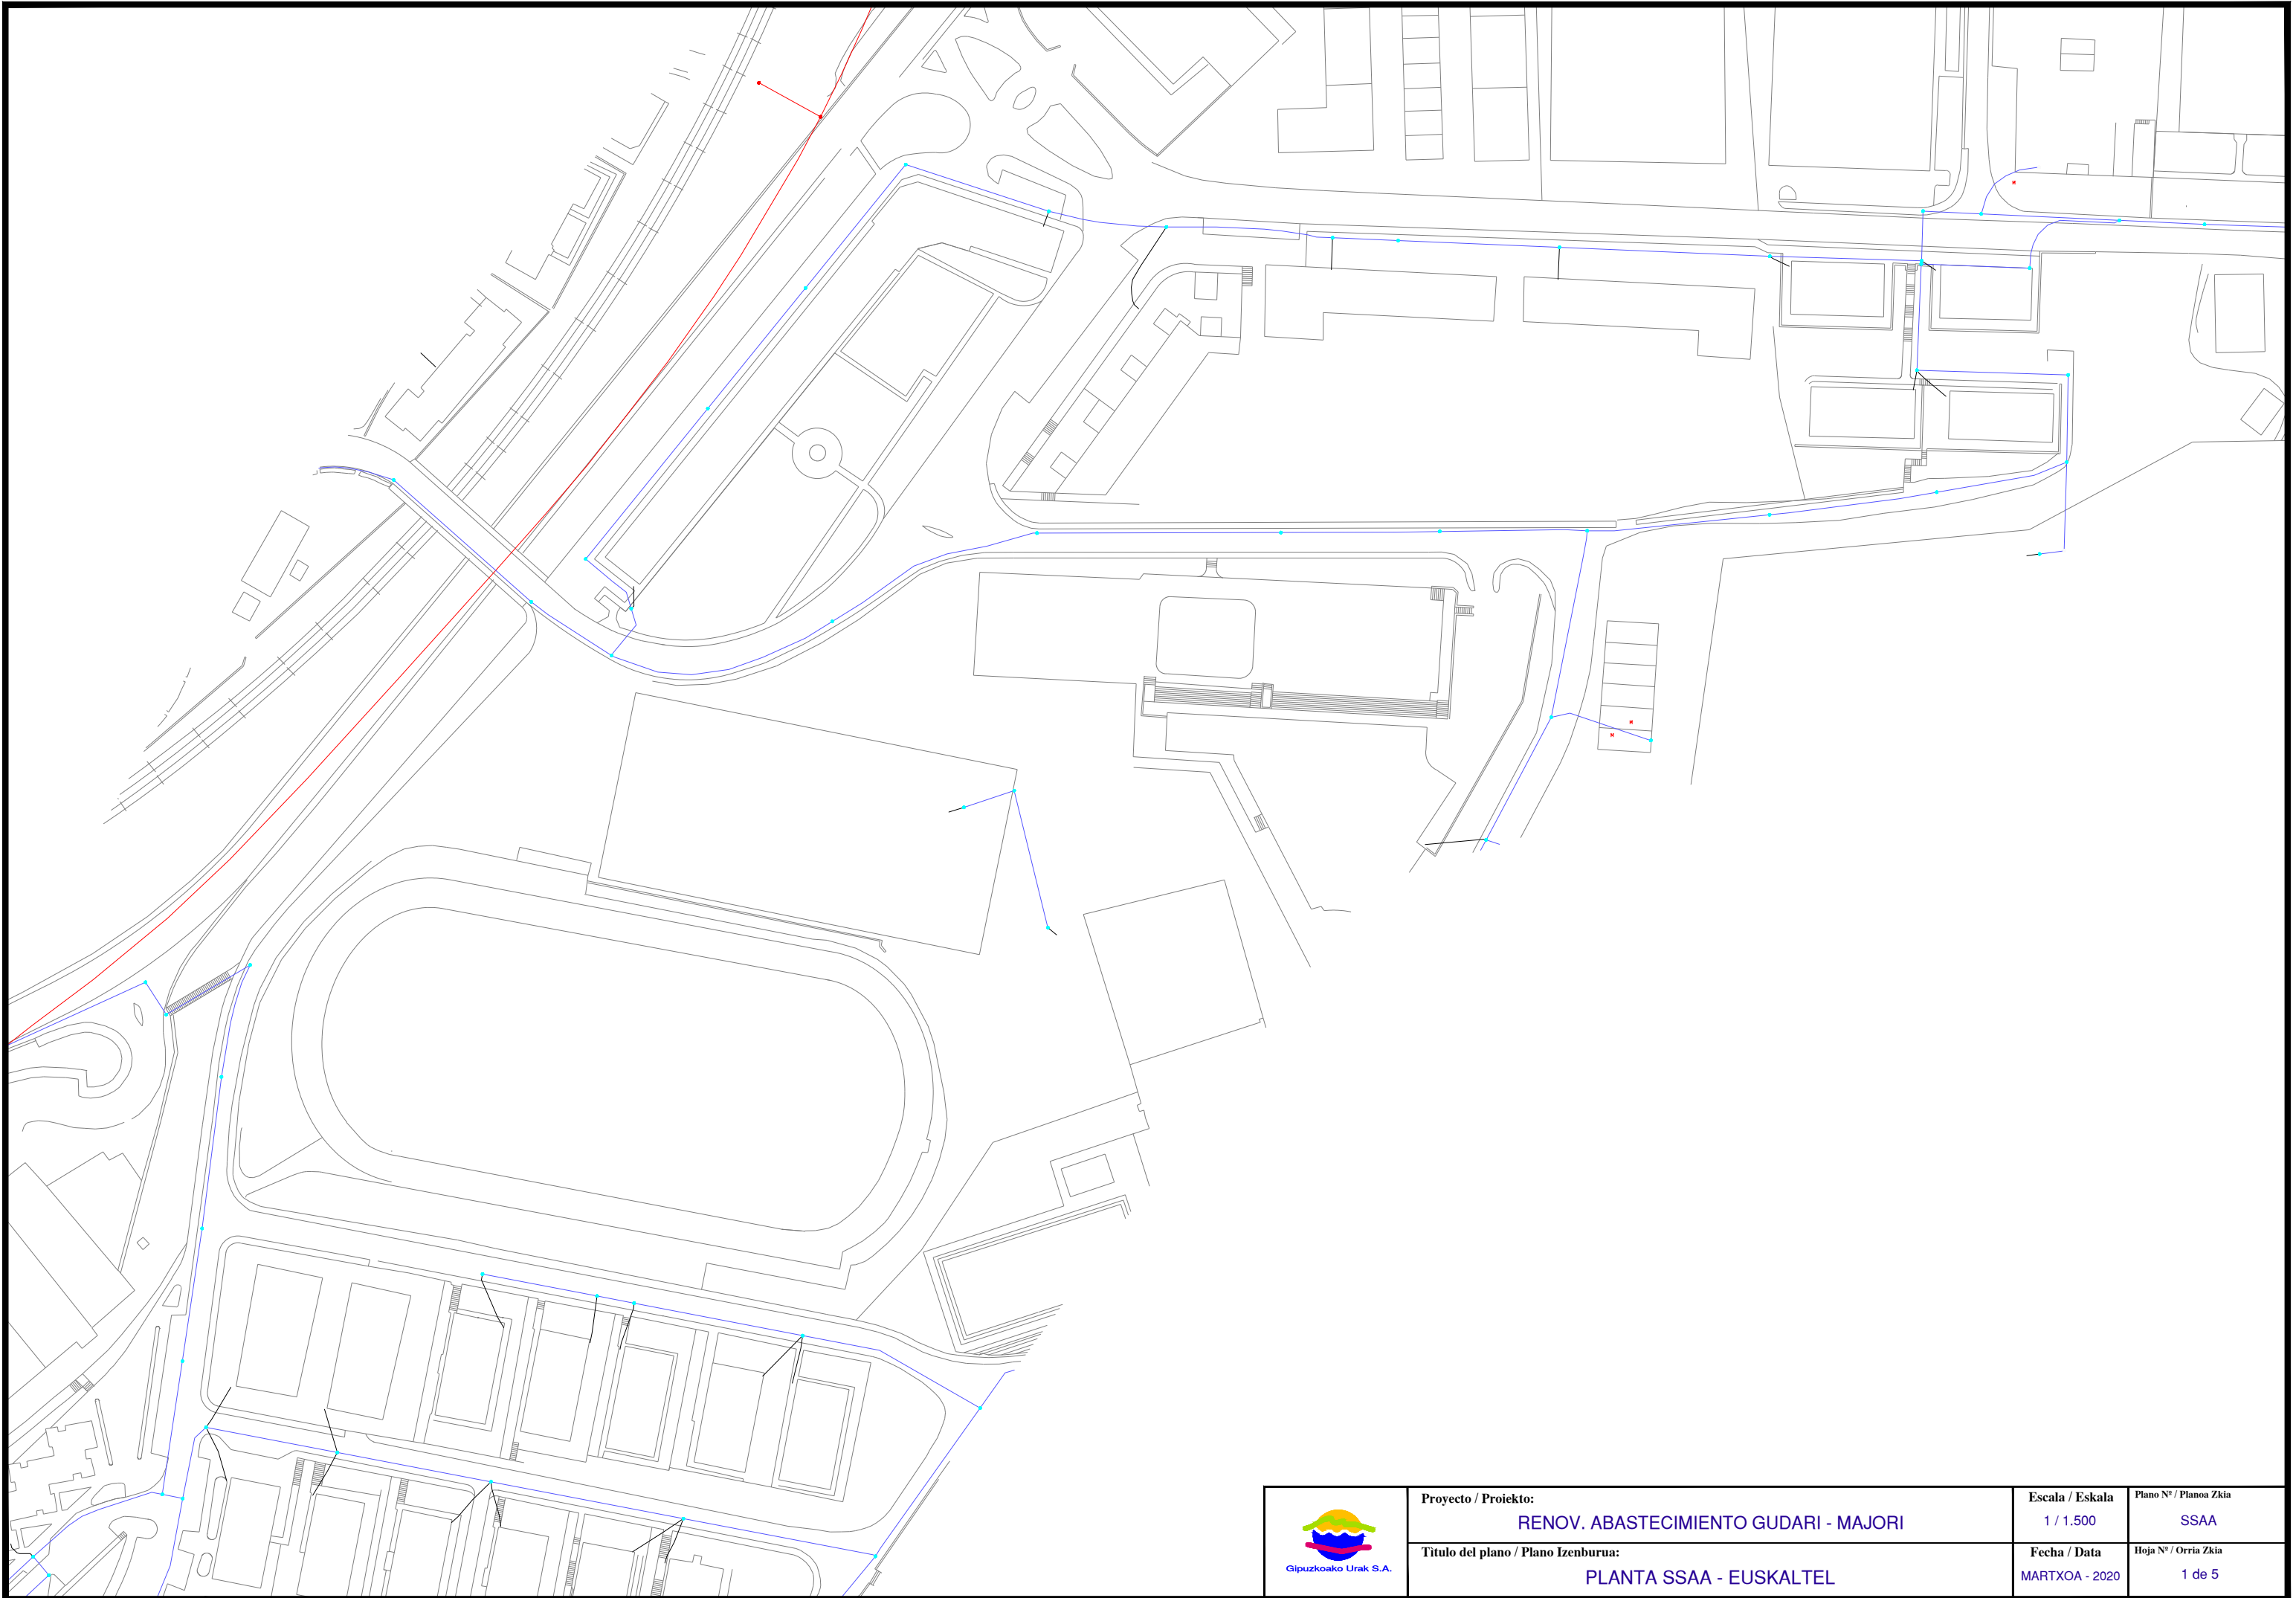 Proyecto / Proiekto:
RENOV. ABASTECIMIENTO GUDARI - MAJORI
Escala / Eskala
1 / 1.500
Plano Nº / Planoa Zkia
SSAA
Gipuzkoako Urak S.A.
Titulo del plano / Plano Izenburua:
PLANTA SSAA - EUSKALTEL
Fecha / Data
MARTXOA - 2020
Hoja Nº / Orria Zkia
1 de 5